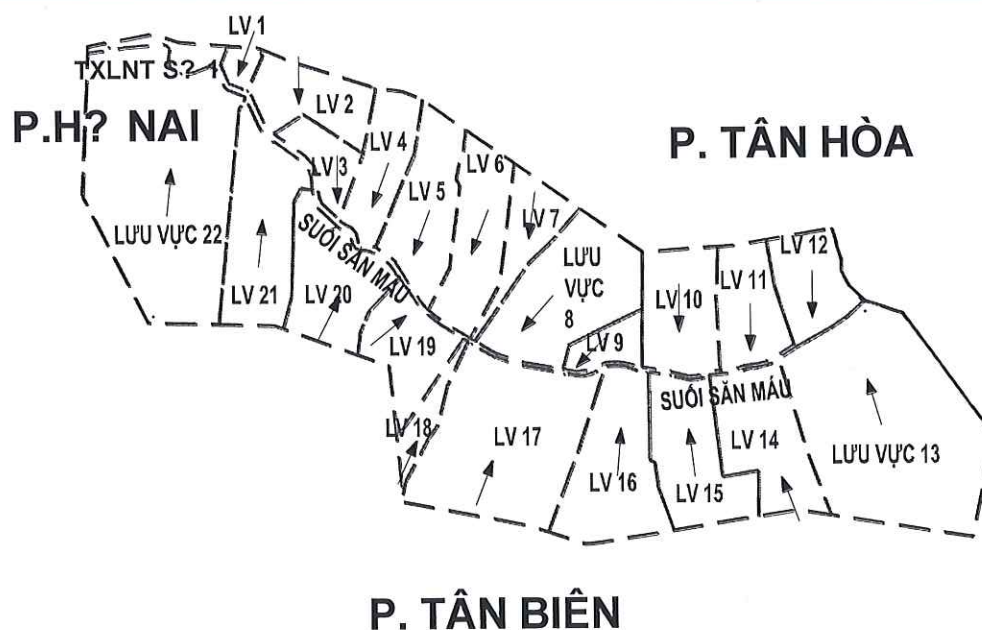 LV 1
TXLNT S? 1
LV 2
P.H? NAI
P. TÂN HÒA
LV 4
LV 6
LV 3
LV 5
LV 7
LƯU VỰC 22
SUỐI SĂN MÁU
LƯU
VỰC
8
LV 12
LV 11
LV 10
LV 21
LV 20
LV 19
LV 9
SUỐI SĂN MÁU
LV 18
LV 17
LV 14
LƯU VỰC 13
LV 16
LV 15
P. TÂN BIÊN